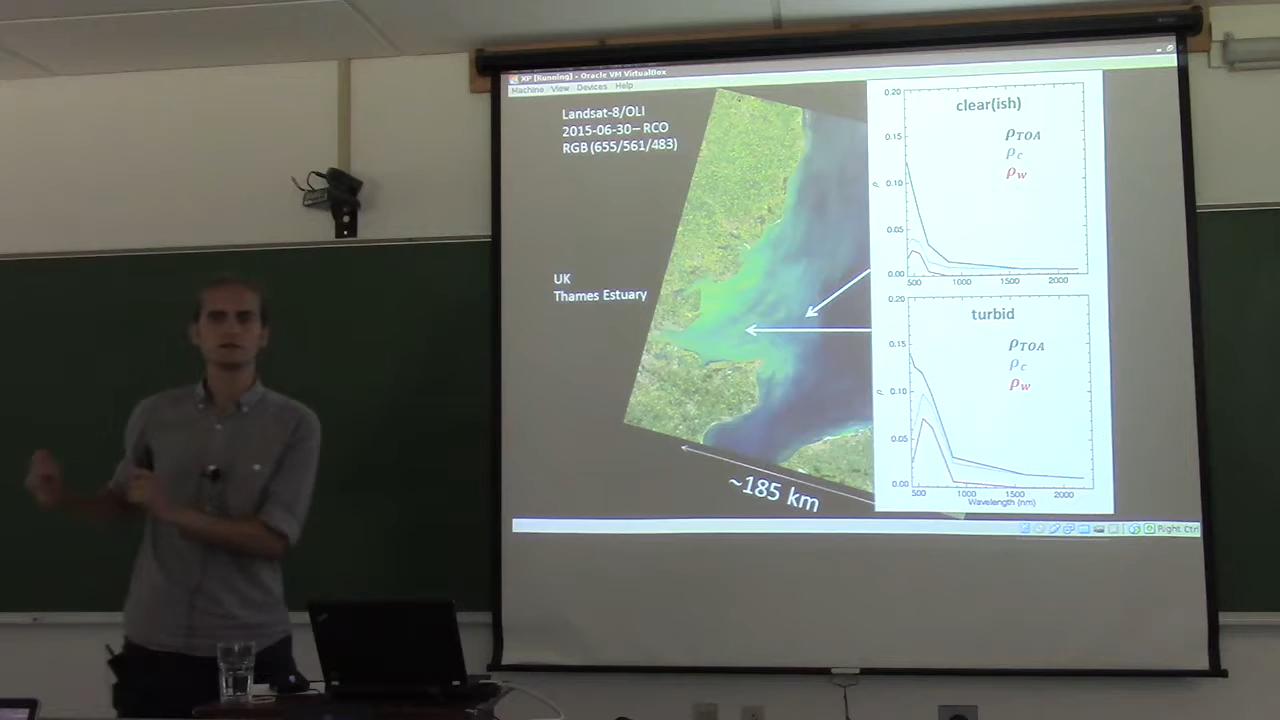 XP [Running] - Oracle VM VirtualBox
Machine View Devices Help
Landsat-8/OLI
2015-06-30 – RCO
RGB (655/561/483)
UK
Thames Estuary
~185 km
clear(ish)
ρTOA
ρc
ρw
0.20
0.15
0.10
0.05
0.00
ρ
500 1000 1500 2000
turbid
ρTOA
ρc
ρw
0.20
0.15
0.10
0.05
0.00
ρ
500 1000 1500 2000
Wavelength (nm)
Right Ctrl